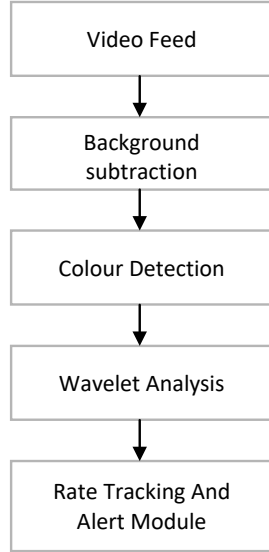 Video Feed
Background
subtraction
Colour Detection
Wavelet Analysis
Rate Tracking And
Alert Module